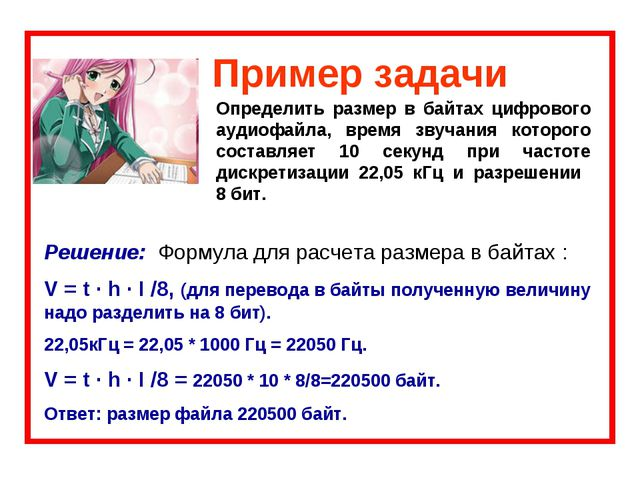 Пример задачи
Определить размер в байтах цифрового
аудиофайла, время звучания которого
составляет 10 секунд при частоте
дискретизации 22,05 кГц и разрешении
8 бит.
Решение: Формула для расчета размера в байтах :
V = t · h · I /8, (для перевода в байты полученную величину
надо разделить на 8 бит).
22,05кГц = 22,05 * 1000 Гц = 22050 Гц.
V = t · h · I /8 = 22050 * 10 * 8/8=220500 байт.
Ответ: размер файла 220500 байт.